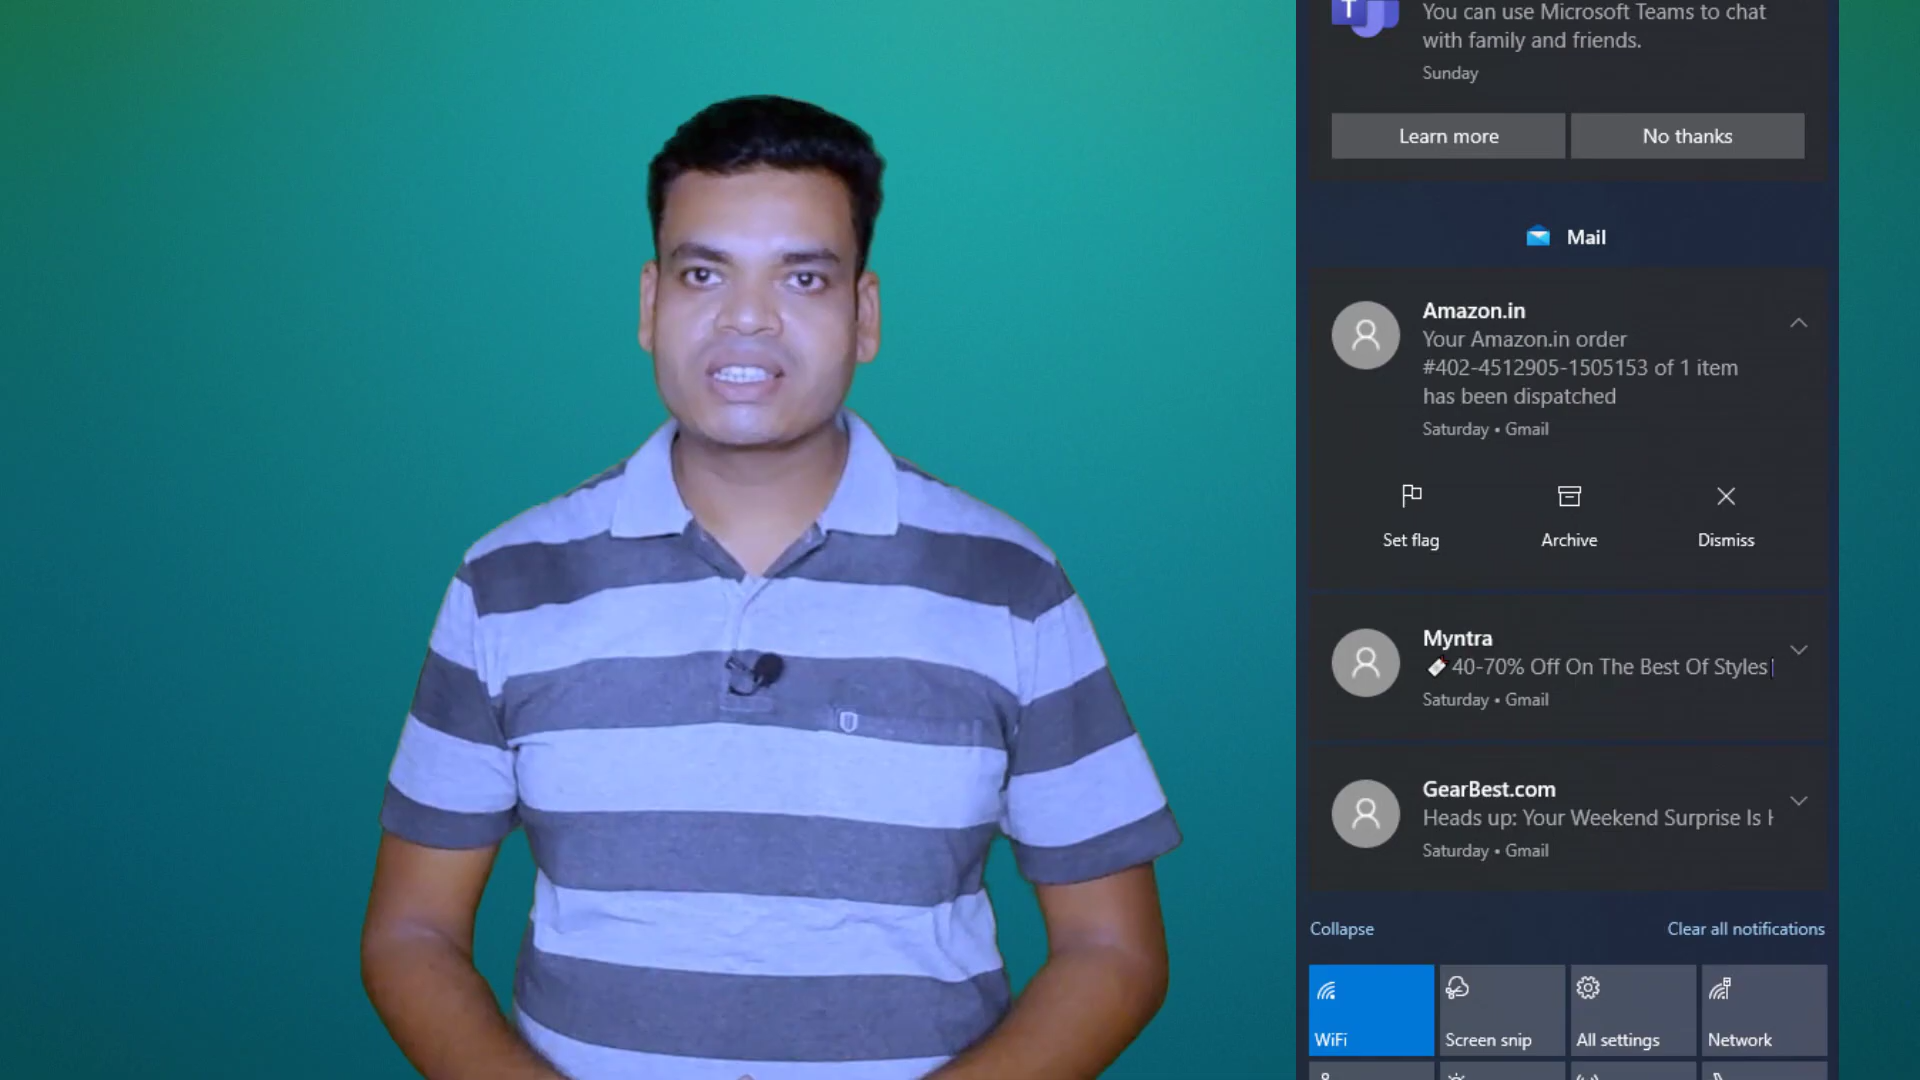 T
You can use Microsoft Teams to chat
with family and friends.
Sunday
Learn more
No thanks
Mail
Amazon.in
Your Amazon.in order
#402-4512905-1505153 of 1 item
has been dispatched
Saturday • Gmail
Set flag
Archive
Dismiss
Myntra
40-70% Off On The Best Of Styles
Saturday • Gmail
GearBest.com
Heads up: Your Weekend Surprise Is
Saturday • Gmail
Collapse
Clear all notifications
WiFi
Screen snip
All settings
Network